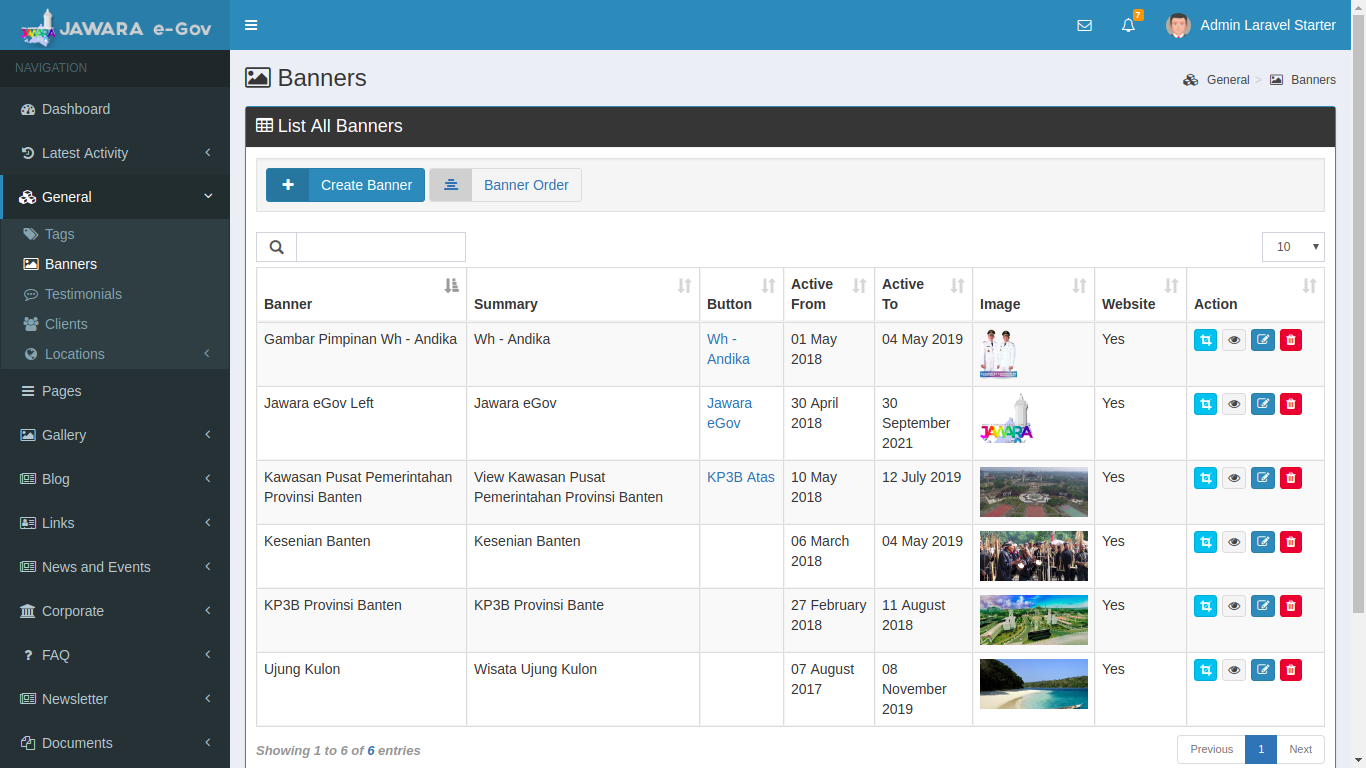 JAWARA e-Gov
7
Admin Laravel Starter
NAVIGATION
Dashboard
Latest Activity
General
Tags
Banners
Testimonials
Clients
Locations
Pages
Gallery
Blog
Links
News and Events
Corporate
FAQ
Newsletter
Documents
Banners
General > Banners
List All Banners
Create Banner
Banner Order
10
Banner Summary Button Active From Active To Image Website Action
Gambar Pimpinan Wh - Andika Wh - Andika Wh - Andika 01 May 2018 04 May 2019 Yes
Jawara eGov Left Jawara eGov Jawara eGov 30 April 2018 30 September 2021 JAWARA Yes
Kawasan Pusat Pemerintahan Provinsi Banten View Kawasan Pusat Pemerintahan Provinsi Banten KP3B Atas 10 May 2018 12 July 2019 Yes
Kesenian Banten Kesenian Banten 06 March 2018 04 May 2019 Yes
KP3B Provinsi Banten KP3B Provinsi Bante 27 February 2018 11 August 2018 Yes
Ujung Kulon Wisata Ujung Kulon 07 August 2017 08 November 2019 Yes
Showing 1 to 6 of 6 entries
Previous 1 Next